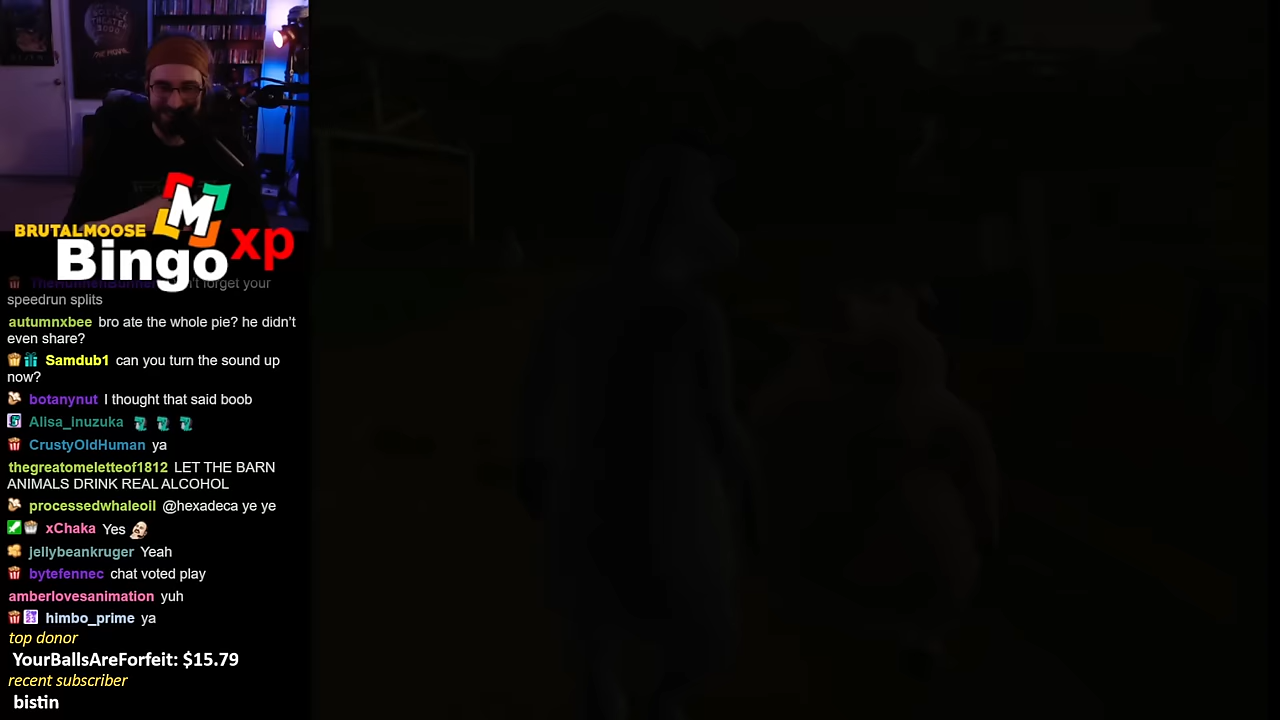 BRUTALMOOSE
M
Bingo xp
't forget your
speedrun splits
autumnxbee bro ate the whole pie? he didn't
even share?
Samdub1 can you turn the sound up
now?
botanynut I thought that said boob
Alisa_inuzuka
CrustyOldHuman ya
thegreatomeletteof1812 LET THE BARN
ANIMALS DRINK REAL ALCOHOL
processedwhaleoil @hexadeca ye ye
xChaka Yes
jellybeankruger Yeah
bytefennec chat voted play
amberlovesanimation yuh
himbo_prime ya
top donor
YourBallsAreForfeit: $15.79
recent subscriber
bistin